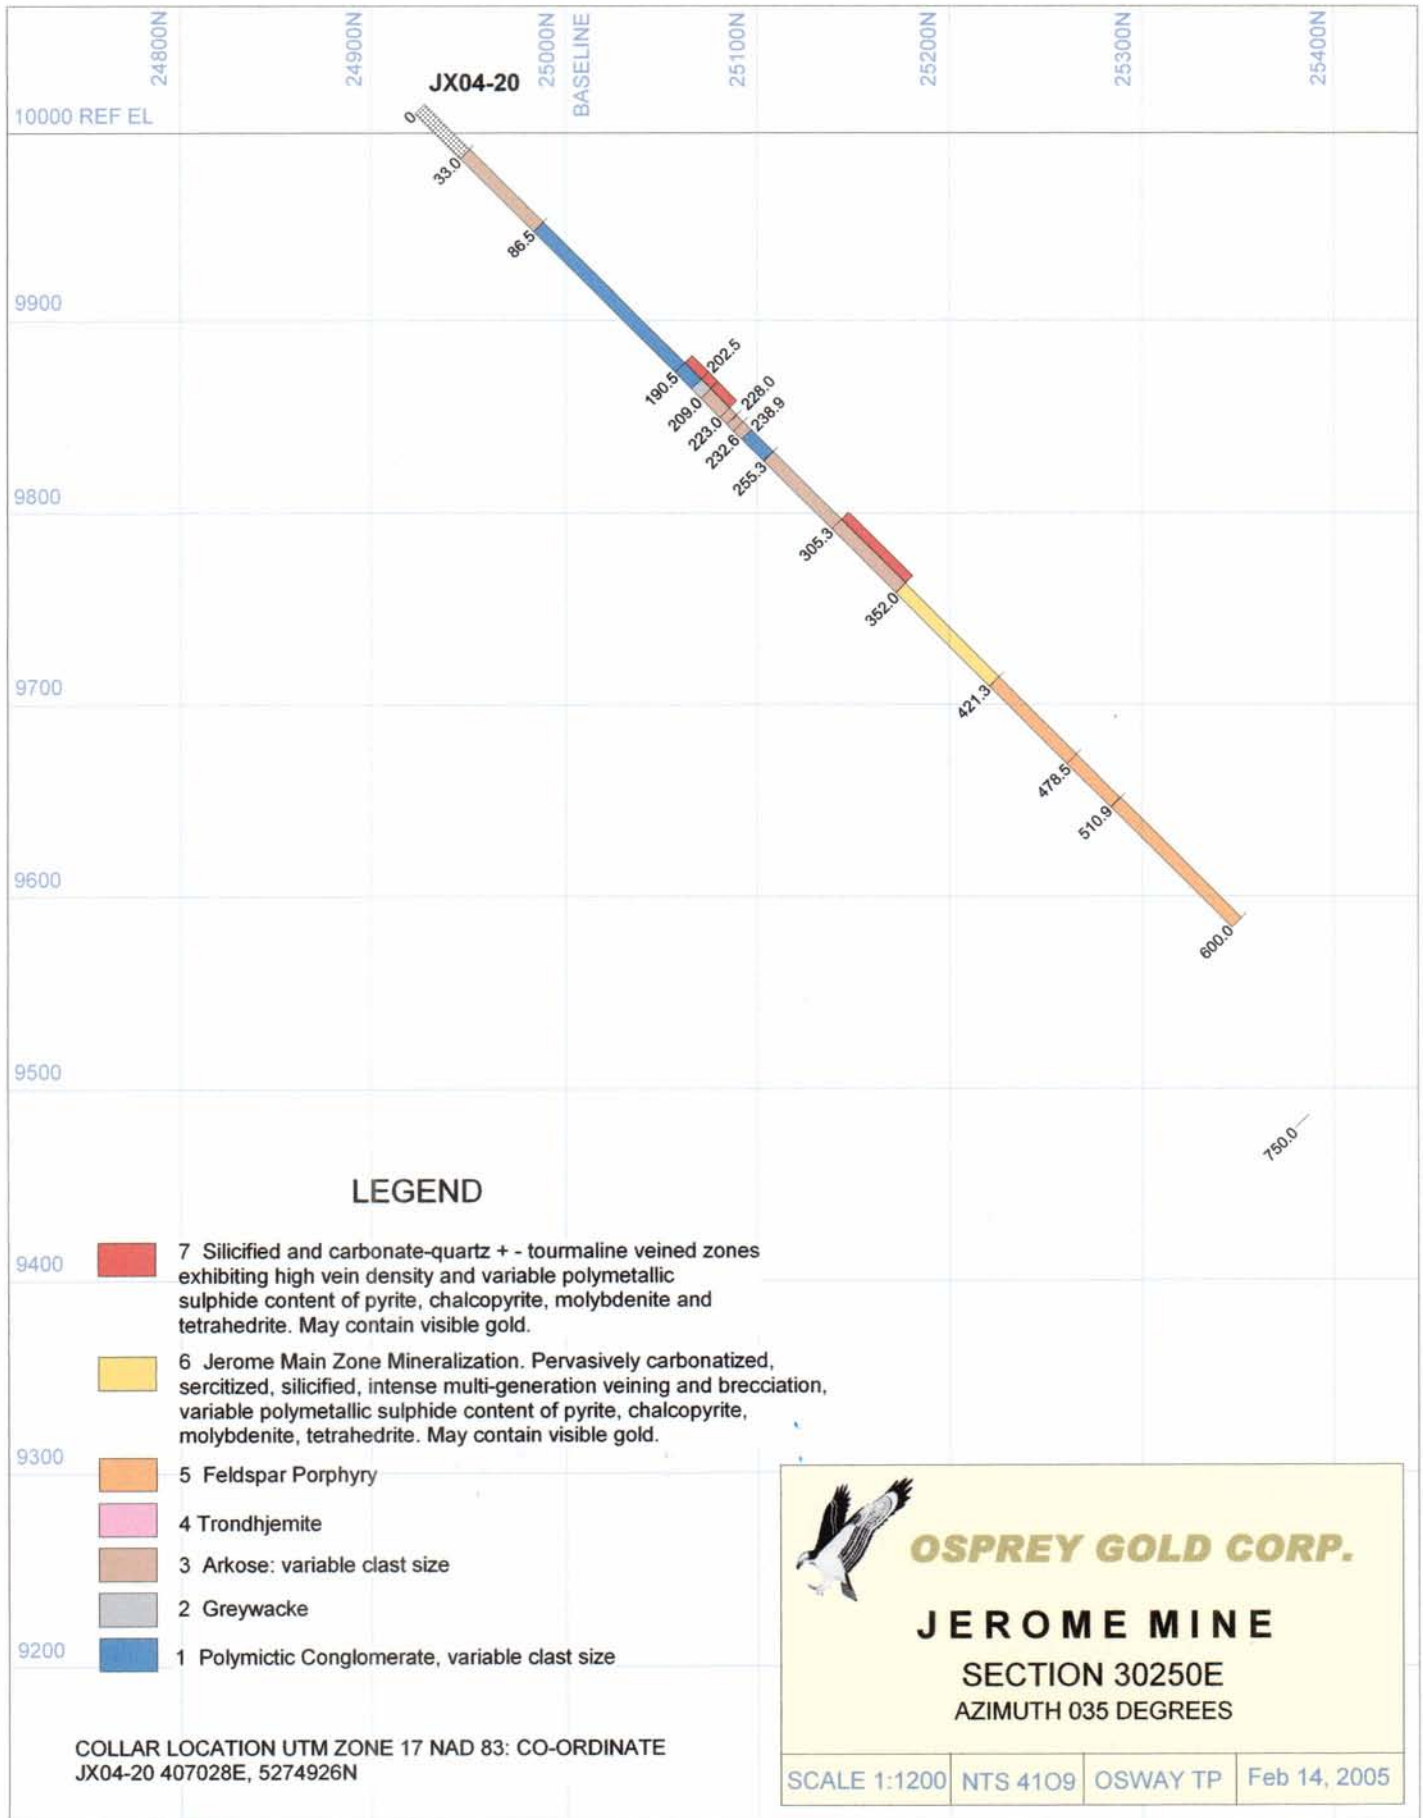 24800N
24900N
25000N
BASELINE
25100N
25200N
25300N
25400N
JX04-20
10000 REF EL
0
33.0
86.5
9900
202.5
190.5
228.0
209.0
238.9
223.0
232.6
255.3
9800
305.3
352.0
9700
421.3
478.5
510.9
9600
600.0
9500
750.0
LEGEND
9400
7 Silicified and carbonate-quartz + - tourmaline veined zones
exhibiting high vein density and variable polymetallic
sulphide content of pyrite, chalcopyrite, molybdenite and
tetrahedrite. May contain visible gold.
6 Jerome Main Zone Mineralization. Pervasively carbonatized,
sercitized, silicified, intense multi-generation veining and brecciation,
variable polymetallic sulphide content of pyrite, chalcopyrite,
molybdenite, tetrahedrite. May contain visible gold.
9300
5 Feldspar Porphyry
4 Trondhjemite
3 Arkose: variable clast size
2 Greywacke
9200
1 Polymictic Conglomerate, variable clast size
COLLAR LOCATION UTM ZONE 17 NAD 83: CO-ORDINATE
JX04-20 407028E, 5274926N
OSPREY GOLD CORP.
JEROME MINE
SECTION 30250E
AZIMUTH 035 DEGREES
SCALE 1:1200
NTS 41O9
OSWAY TP
Feb 14, 2005